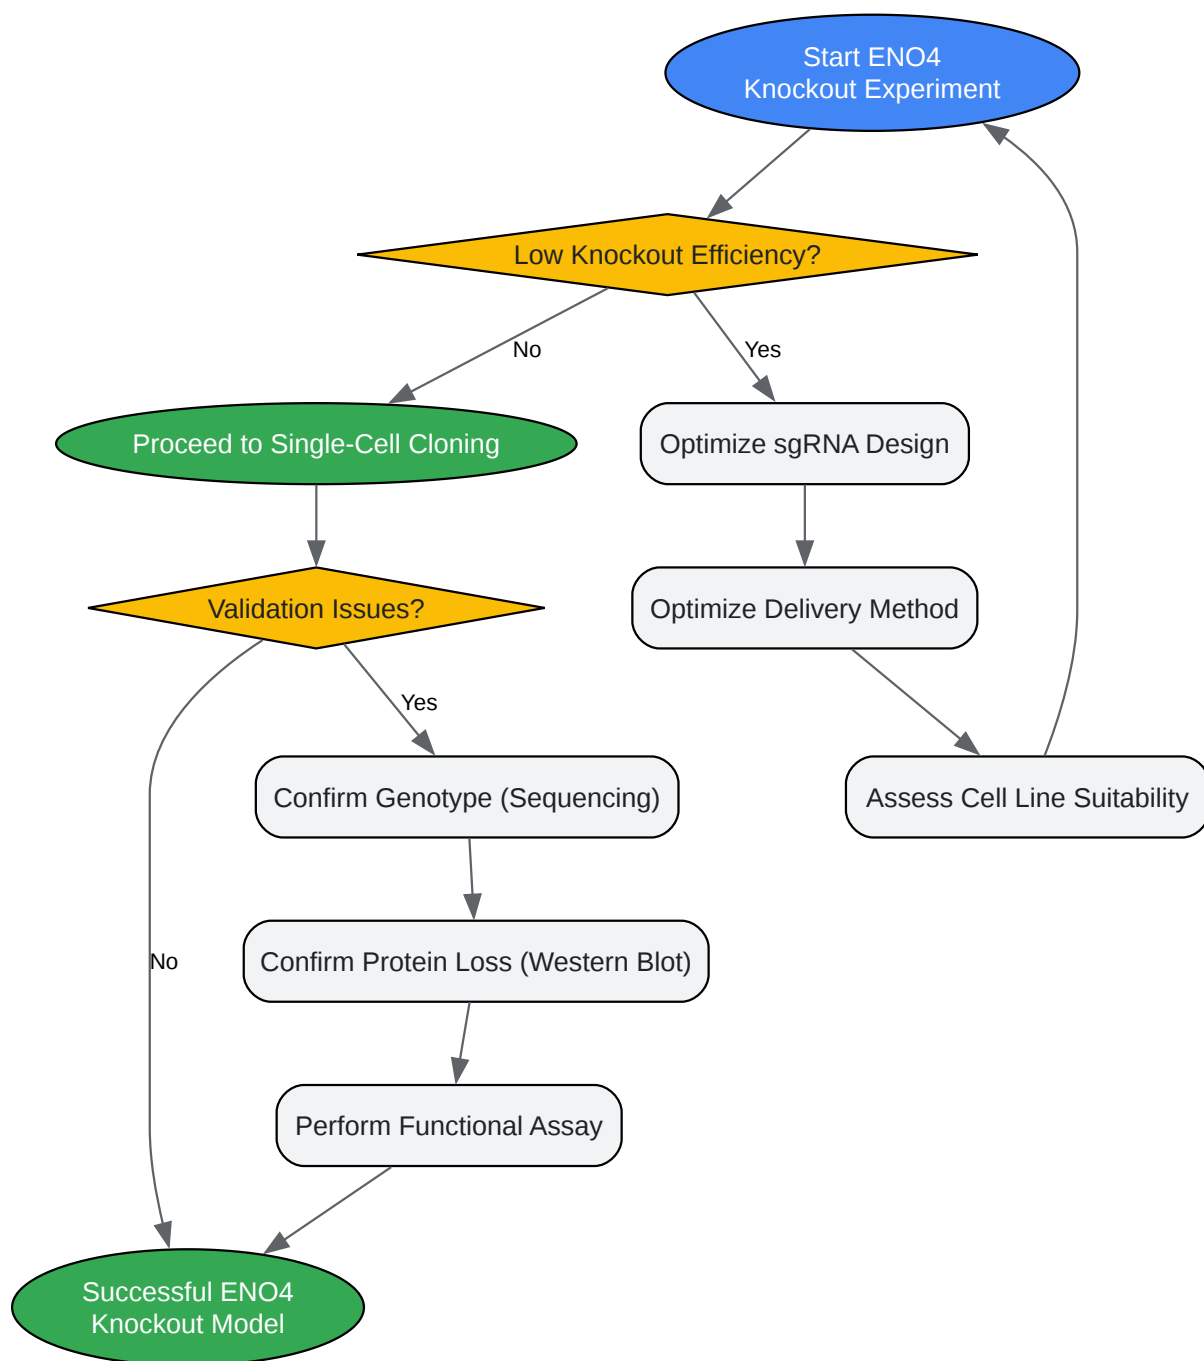 Start ENO4
Knockout Experiment
Low Knockout Efficiency?
No
Yes
Proceed to Single-Cell Cloning
Optimize sgRNA Design
Validation Issues?
Optimize Delivery Method
Yes
Confirm Genotype (Sequencing)
Assess Cell Line Suitability
No
Confirm Protein Loss (Western Blot)
Perform Functional Assay
Successful ENO4
Knockout Model